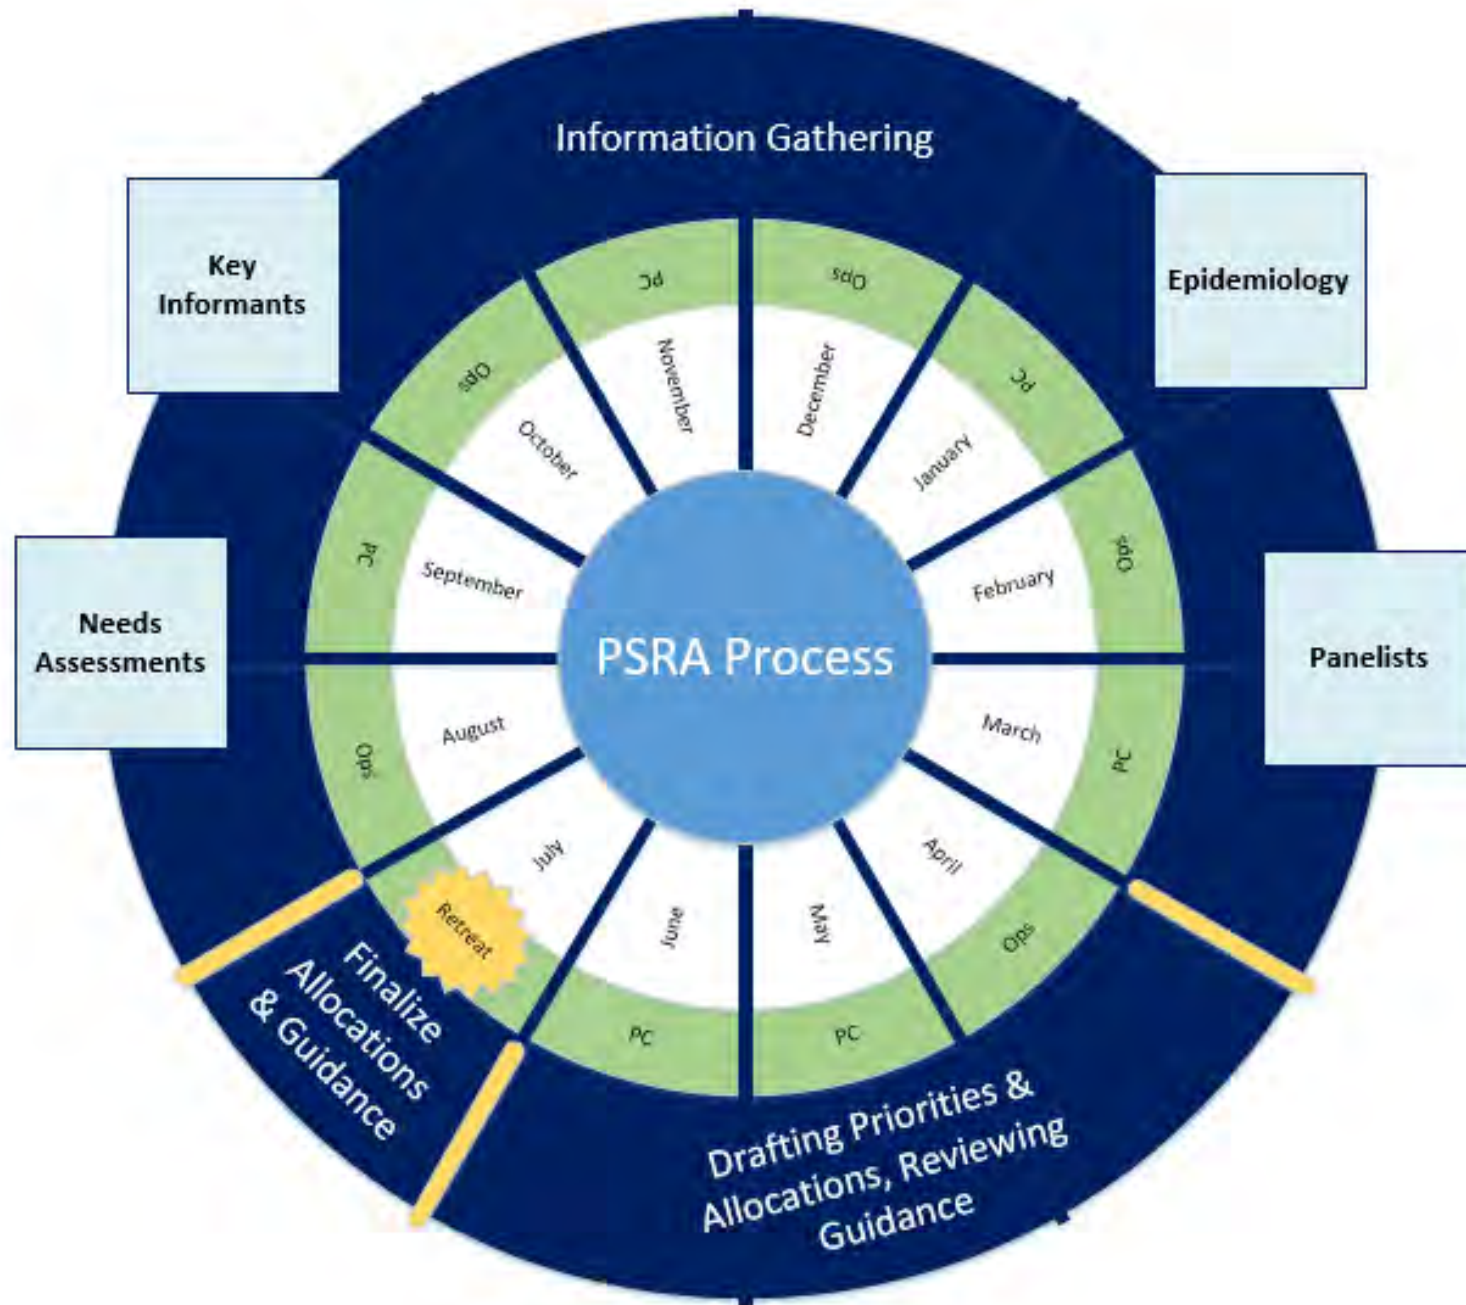 Information Gathering
Key
Informants
Epidemiology
Needs
Assessments
Panelists
PSRA Process
December
Ops
January
PC
February
Ops
March
PC
April
Ops
May
PC
June
PC
July
Retreat
August
Ops
September
PC
October
Ops
November
PC
Drafting Priorities &
Allocations, Reviewing
Guidance
Finalize
Allocations
& Guidance